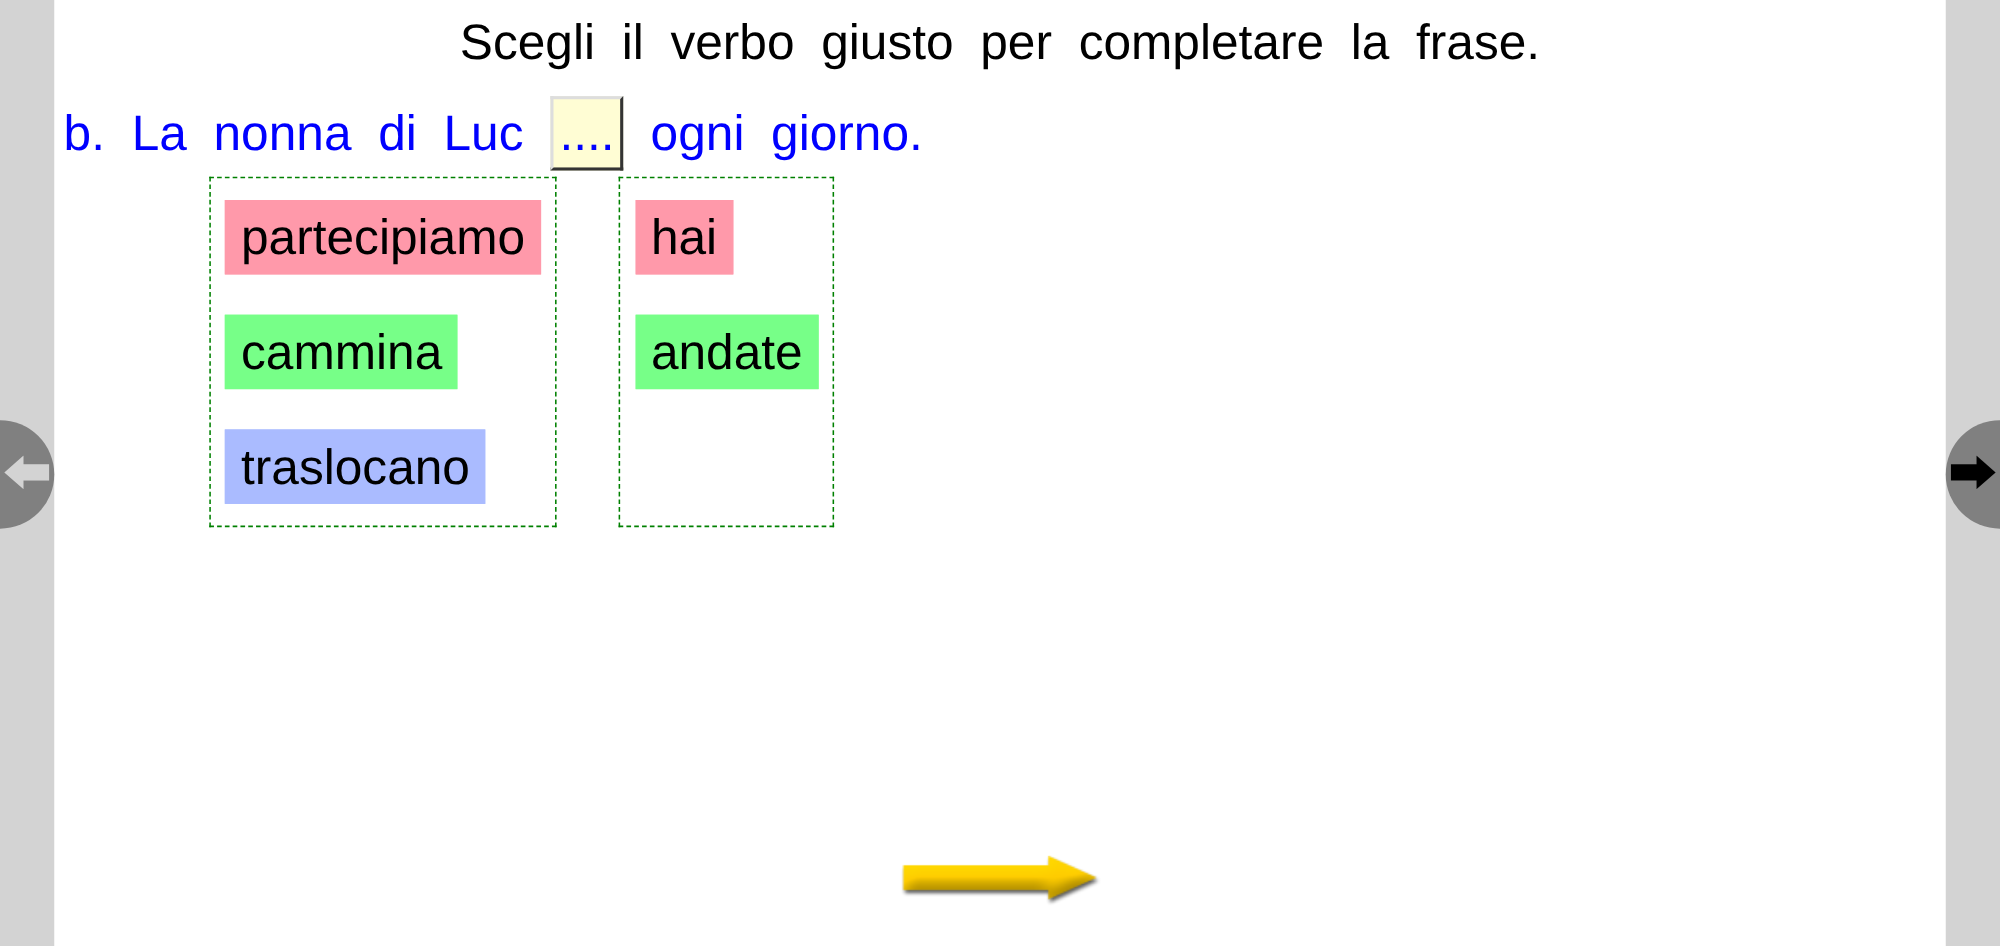 Scegli il verbo giusto per completare la frase.
b. La nonna di Luc .... ogni giorno.
partecipiamo hai
cammina andate
traslocano